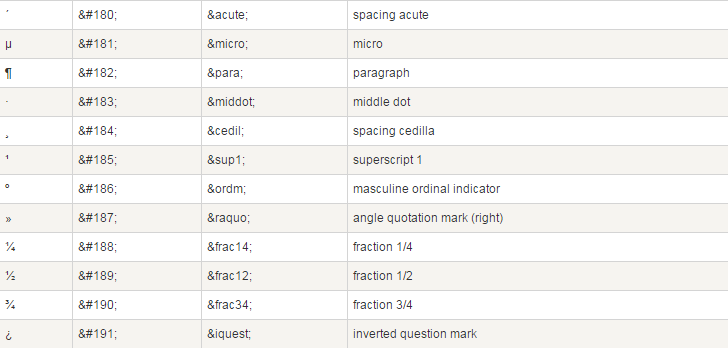 ´ &#180; &acute; spacing acute
µ &#181; &micro; micro
¶ &#182; &para; paragraph
· &#183; &middot; middle dot
¸ &#184; &cedil; spacing cedilla
¹ &#185; &sup1; superscript 1
º &#186; &ordm; masculine ordinal indicator
» &#187; &raquo; angle quotation mark (right)
¼ &#188; &frac14; fraction 1/4
½ &#189; &frac12; fraction 1/2
¾ &#190; &frac34; fraction 3/4
¿ &#191; &iquest; inverted question mark